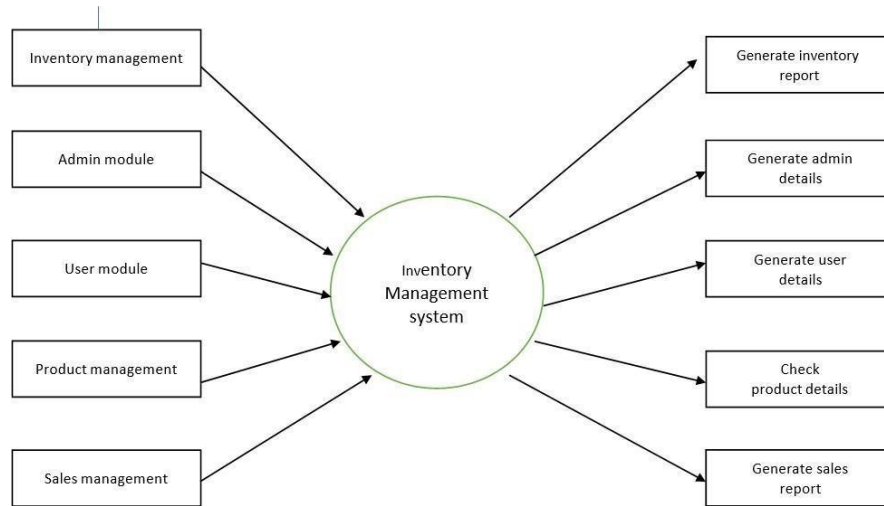 Inventory management
Admin module
User module
Product management
Sales management
Inventory
Management
system
Generate inventory
report
Generate admin
details
Generate user
details
Check
product details
Generate sales
report